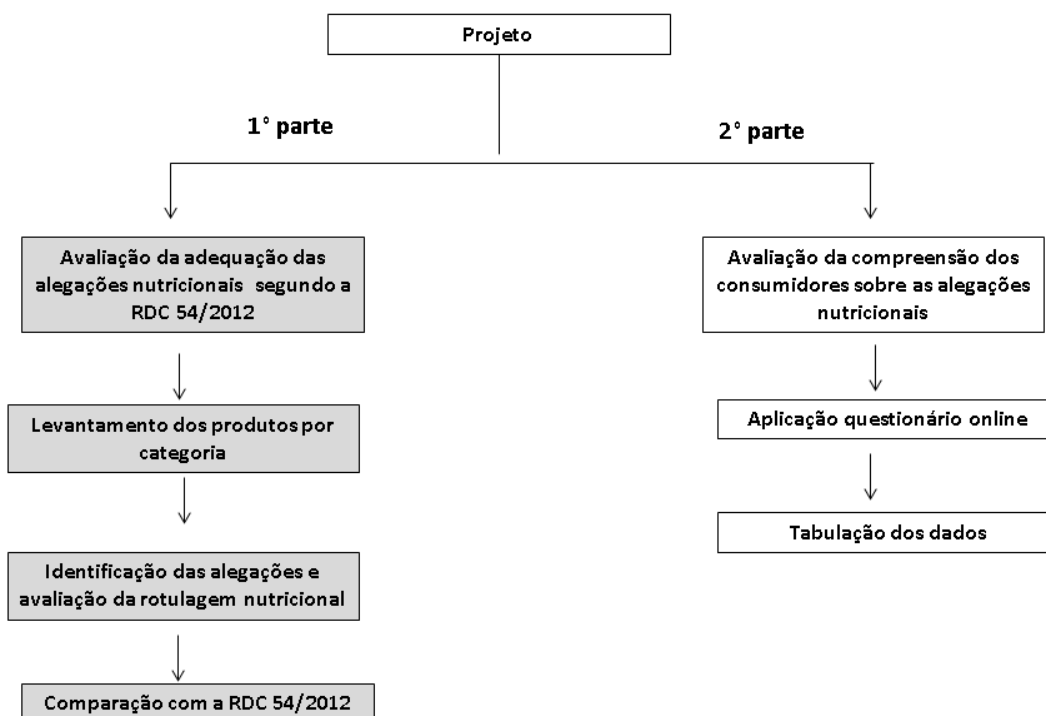 Projeto
1° parte
2° parte
Avaliação da adequação das
alegações nutricionais segundo a
RDC 54/2012
Levantamento dos produtos por
categoria
Identificação das alegações e
avaliação da rotulagem nutricional
Comparação com a RDC 54/2012
Avaliação da compreensão dos
consumidores sobre as alegações
nutricionais
Aplicação questionário online
Tabulação dos dados